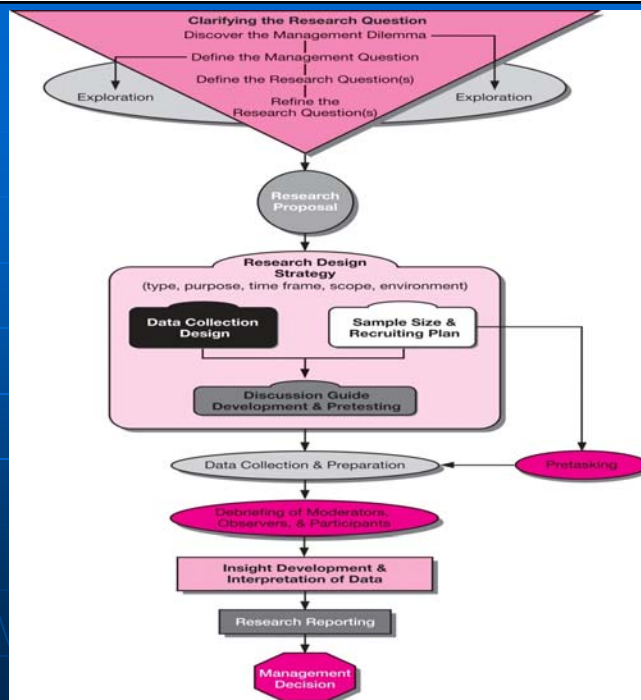 Clarifying the Research Question
Discover the Management Dilemma
Define the Management Question
Exploration
Define the Research Question(s)
Exploration
Refine the
Research Question(s)
Research
Proposal
Research Design
Strategy
(type, purpose, time frame, scope, environment)
Data Collection
Design
Sample Size &
Recruiting Plan
Discussion Guide
Development & Pretesting
Data Collection & Preparation
Pretasking
Debriefing of Moderators,
Observers, & Participants
Insight Development &
Interpretation of Data
Research Reporting
Management
Decision